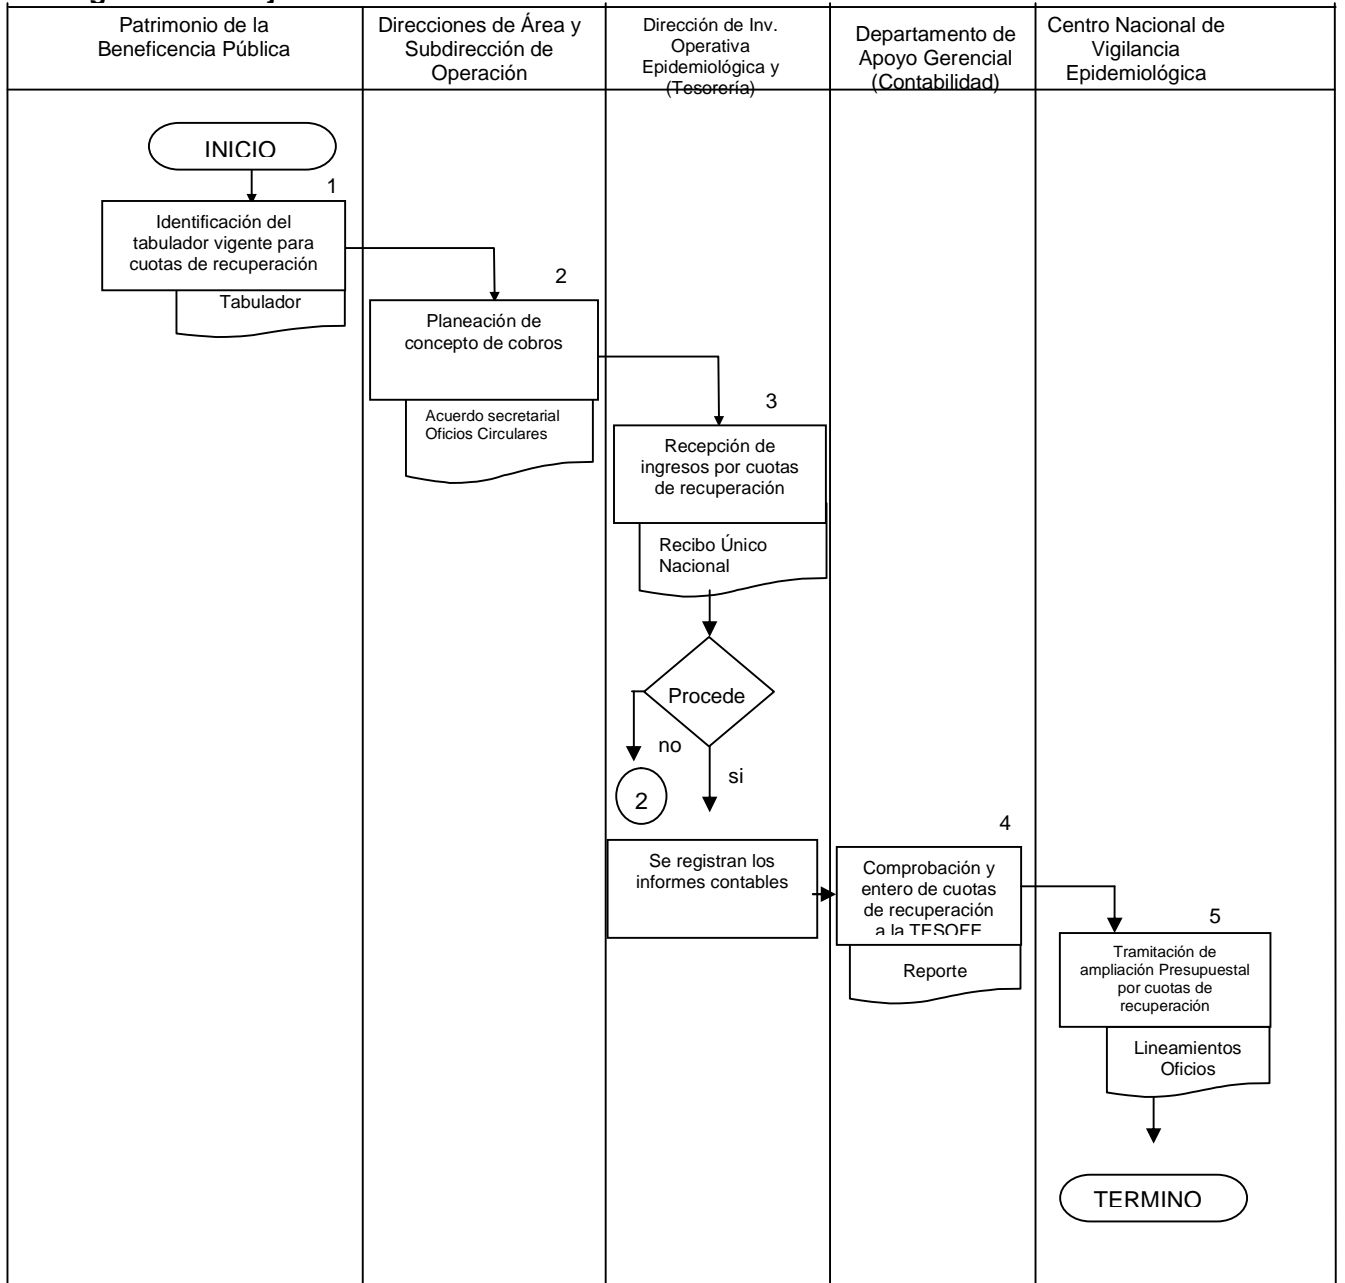 Patrimonio de la
Beneficencia Pública
Direcciones de Área y
Subdirección de
Operación
Dirección de Inv.
Operativa
Epidemiológica y
(Tesorería)
Departamento de
Apoyo Gerencial
(Contabilidad)
Centro Nacional de
Vigilancia
Epidemiológica
INICIO
1
Identificación del
tabulador vigente para
cuotas de recuperación
Tabulador
2
Planeación de
concepto de cobros
Acuerdo secretarial
Oficios Circulares
3
Recepción de
ingresos por cuotas
de recuperación
Recibo Único
Nacional
Procede
no
si
2
Se registran los
informes contables
4
Comprobación y
entero de cuotas
de recuperación
a la TESOFE
Reporte
5
Tramitación de
ampliación Presupuestal
por cuotas de
recuperación
Lineamientos
Oficios
TERMINO